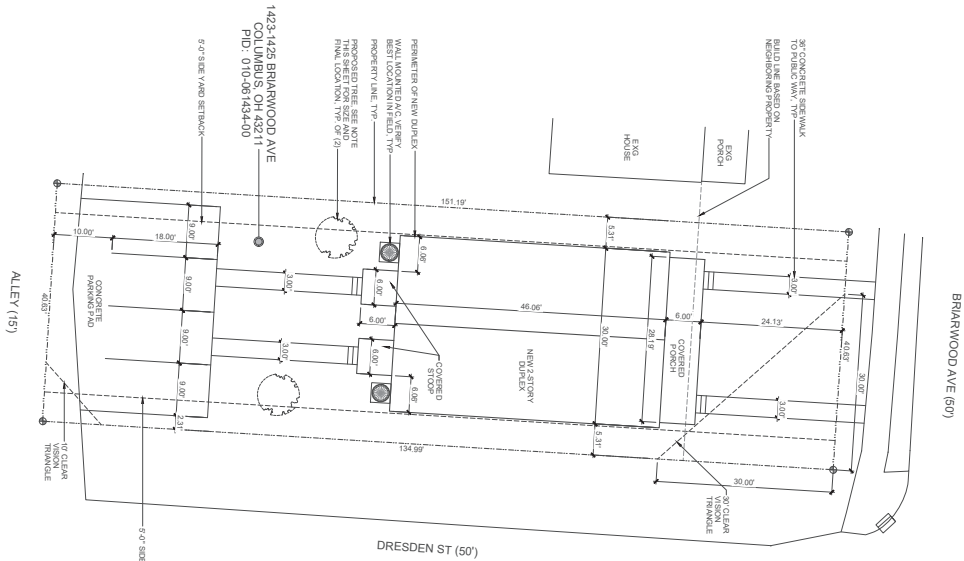 BRIARWOOD AVE (50')
36" CONCRETE SIDEWALK
TO PUBLIC WAY, TYP
BUILD LINE BASED ON
NEIGHBORING PROPERTY
EXG
PORCH
EXG
HOUSE
PERIMETER OF NEW DUPLEX
WALL MOUNTED A/C, VERIFY
BEST LOCATION IN FIELD, TYP
PROPERTY LINE, TYP
PROPOSED TREE, SEE NOTE
THIS SHEET FOR SIZE AND
FINAL LOCATION, TYP. OF (2)
1423-1425 BRIARWOOD AVE
COLUMBUS, OH 43211
PID: 010-061434-00
5'-0" SIDE YARD SETBACK
3.00'
30.00'
40.63'
24.13'
3.00'
30.00'
30' CLEAR
VISION
TRIANGLE
6.00'
COVERED
PORCH
28.19'
5.31'
30.00'
5.31'
NEW 2-STORY
DUPLEX
46.06'
151.19'
134.99'
6.06'
6.00'
6.00'
6.00'
6.06'
COVERED
STOOP
3.00'
3.00'
9.00'
9.00'
9.00'
9.00'
2.31'
18.00'
10.00'
CONCRETE
PARKING PAD
40.63'
10' CLEAR
VISION
TRIANGLE
5'-0" SIDE
ALLEY (15')
DRESDEN ST (50')